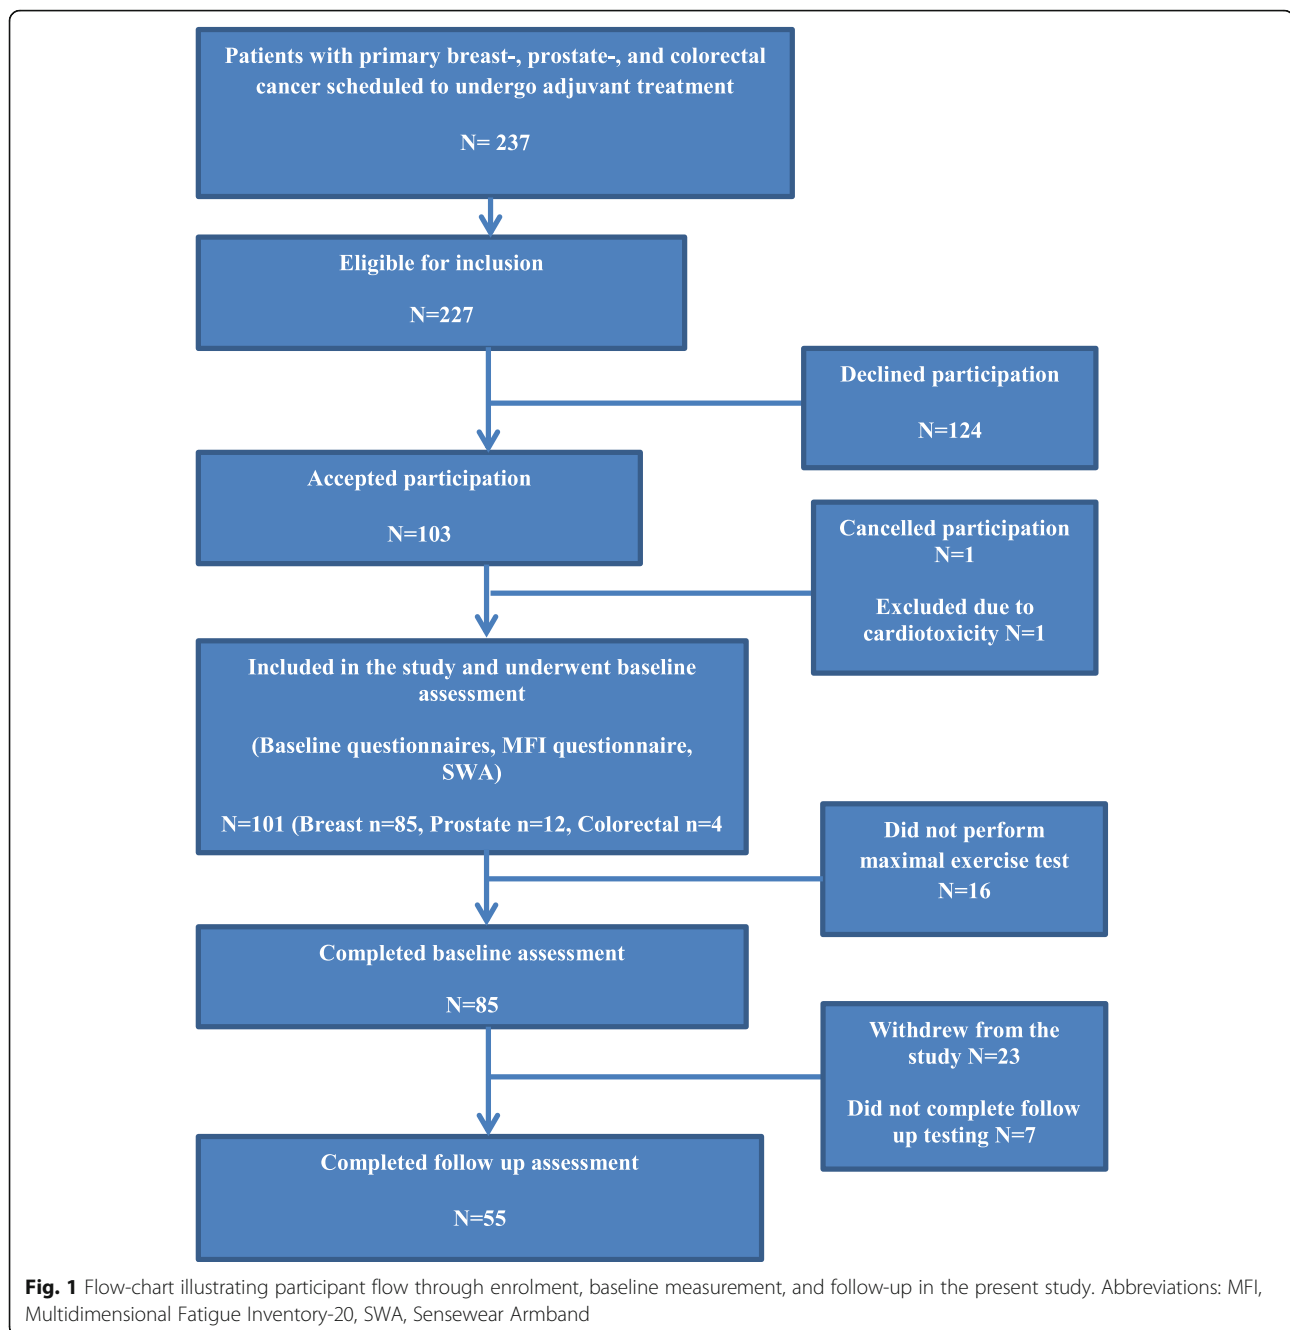 Patients with primary breast-, prostate-, and colorectal
cancer scheduled to undergo adjuvant treatment
N= 237
Eligible for inclusion
N=227
Declined participation
N=124
Accepted participation
N=103
Cancelled participation
N=1
Excluded due to
cardiotoxicity N=1
Included in the study and underwent baseline
assessment
(Baseline questionnaires, MFI questionnaire,
SWA)
N=101 (Breast n=85, Prostate n=12, Colorectal n=4
Did not perform
maximal exercise test
N=16
Completed baseline assessment
N=85
Withdrew from the
study N=23
Did not complete follow
up testing N=7
Completed follow up assessment
N=55
Fig. 1 Flow-chart illustrating participant flow through enrolment, baseline measurement, and follow-up in the present study. Abbreviations: MFI,
Multidimensional Fatigue Inventory-20, SWA, Sensewear Armband